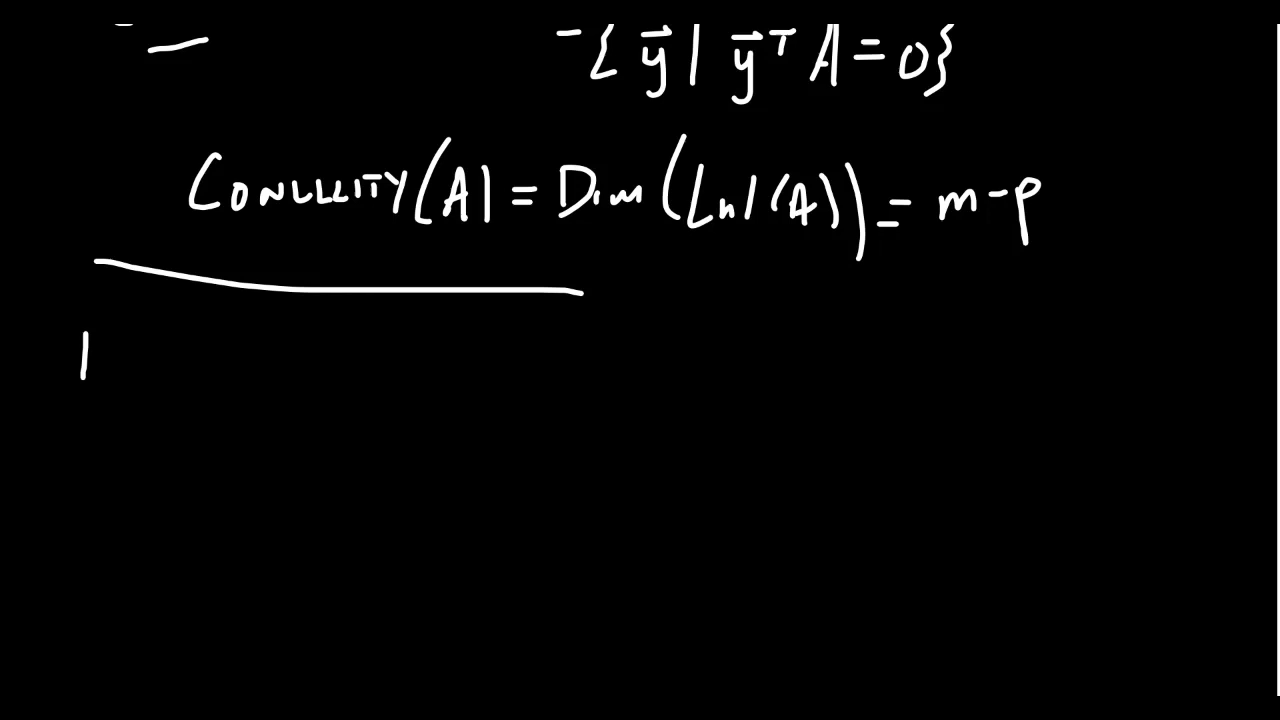 -{ y⃗ | y⃗ᵀ A = 0}
CONULLITY(A) = Dim(Lnl(A)) = m-p
|